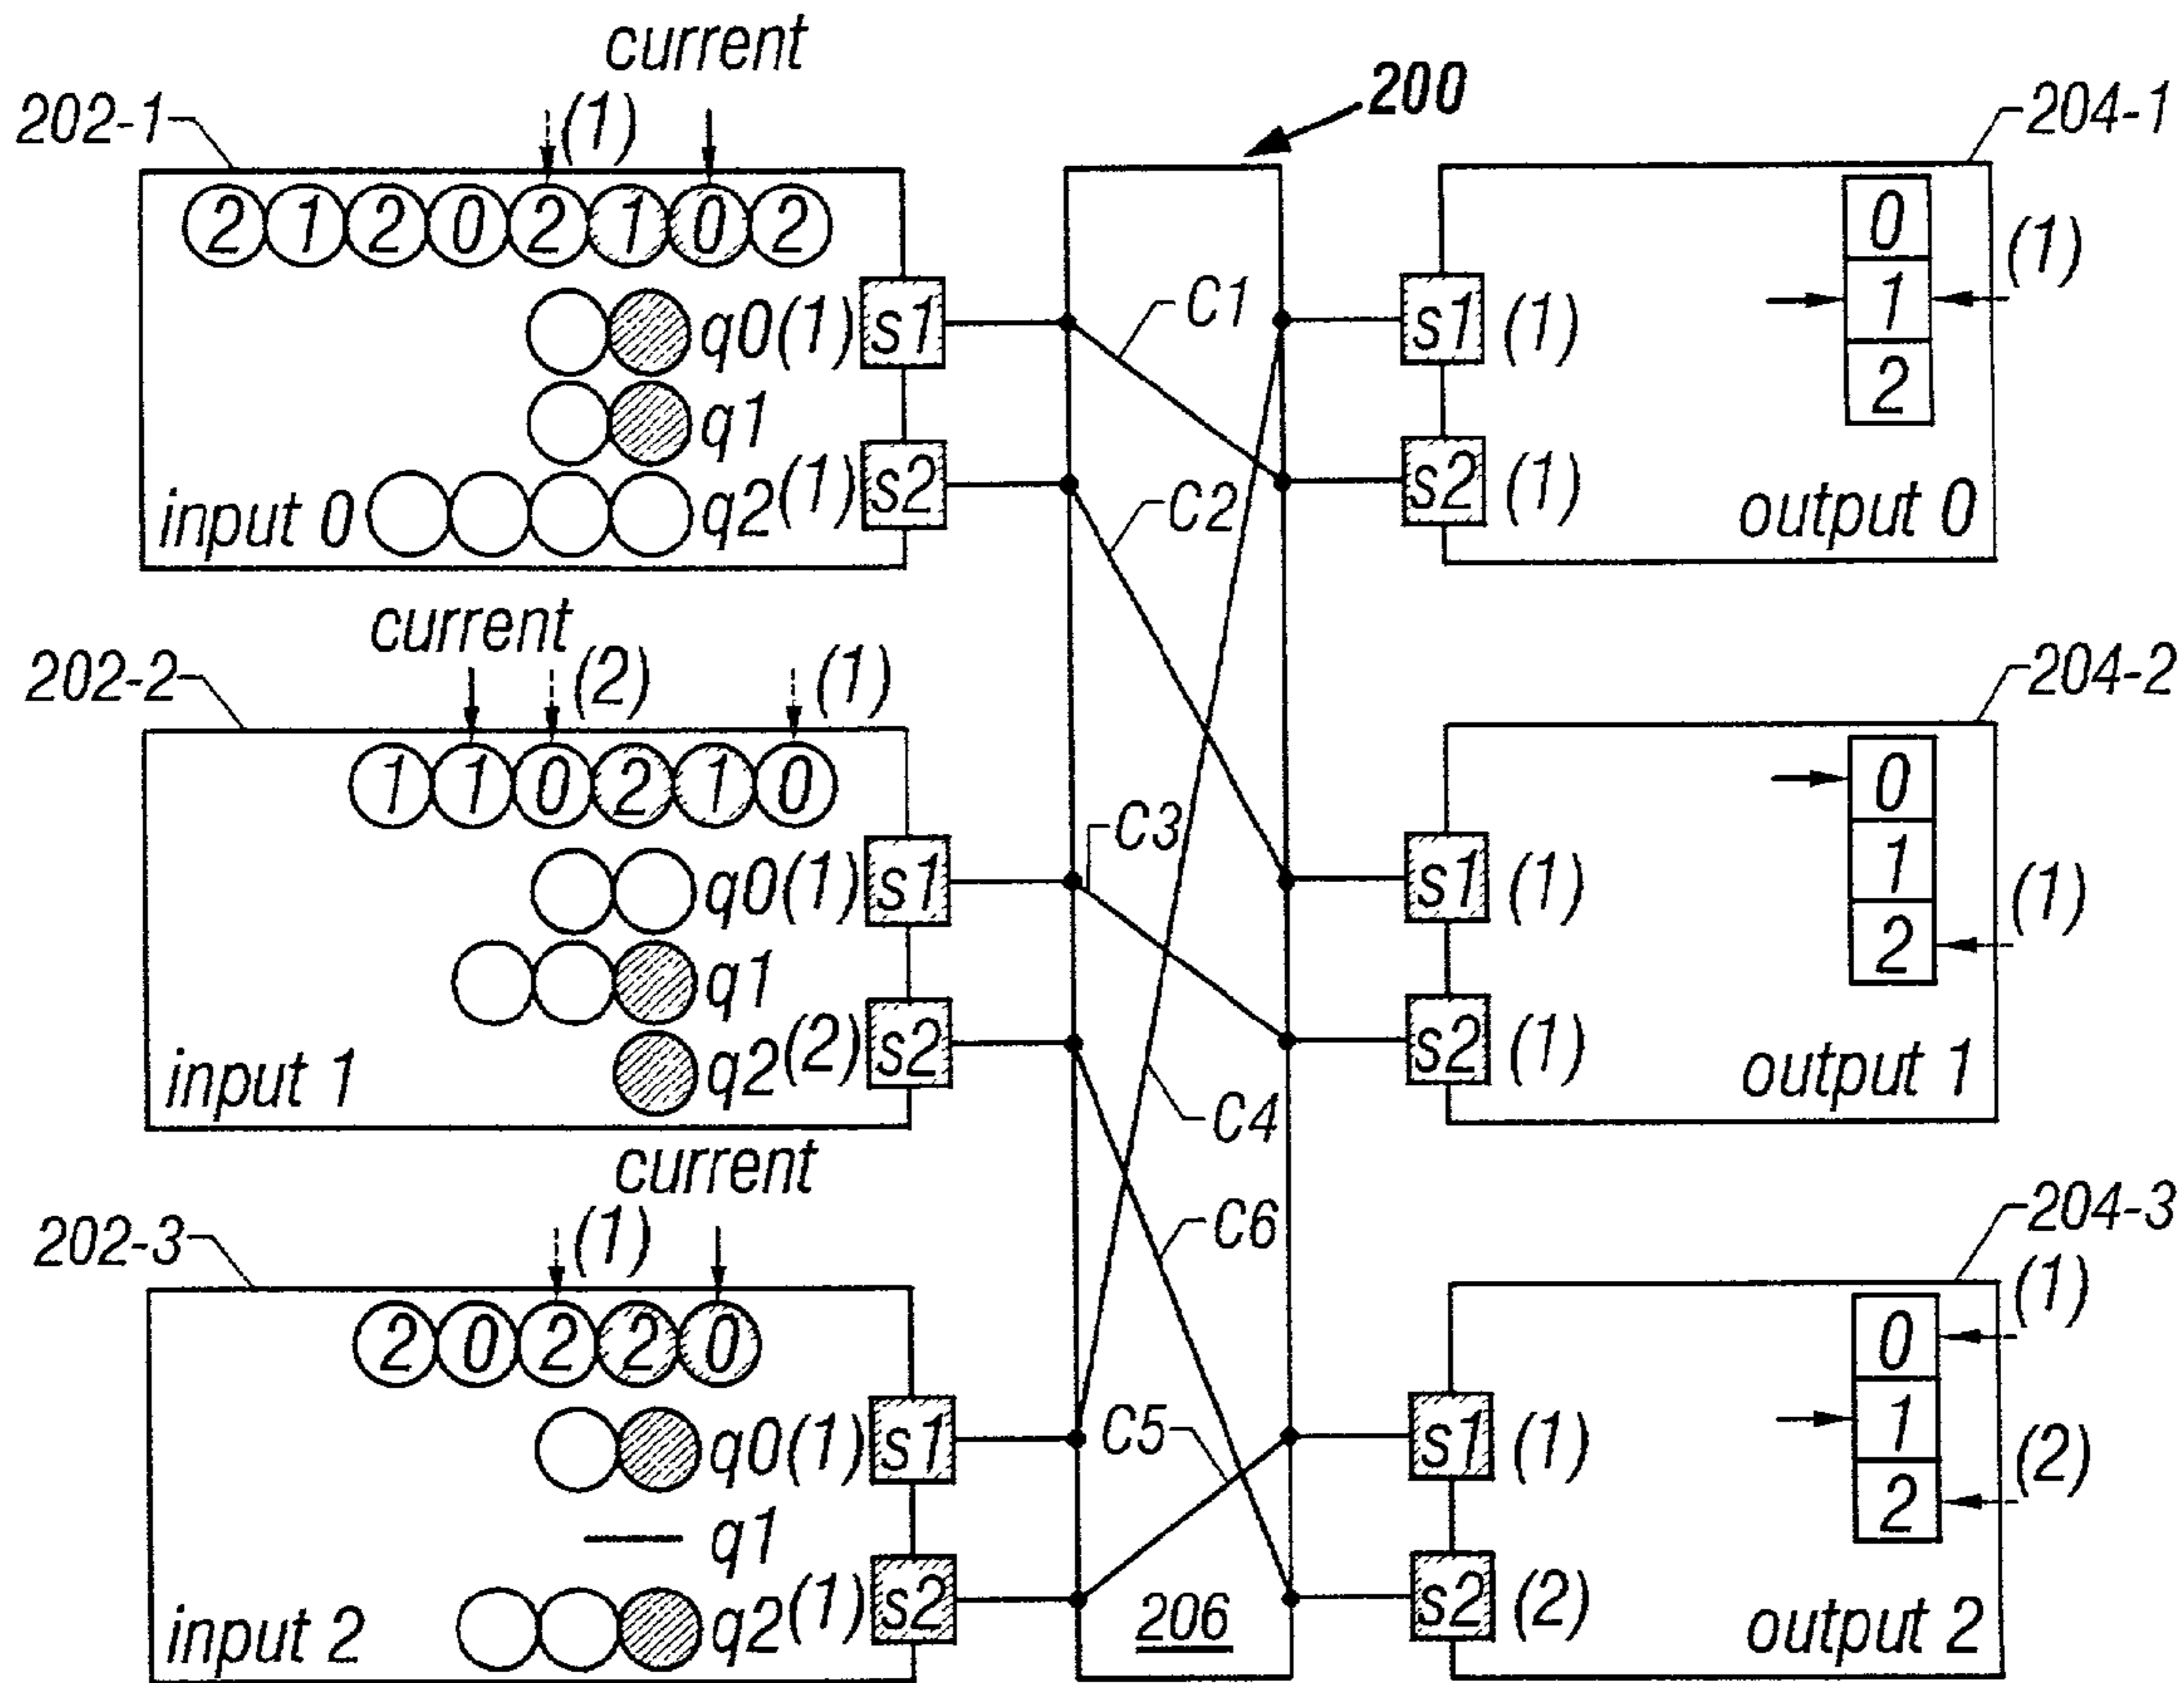 current
200
202-1
(1)
204-1
2 1 2 0 2 1 0 2
0
(1)
q0(1) s1
C1
s1 (1)
1
q1
2
input 0
q2(1) s2
C2
s2 (1)
output 0
current
202-2
(2)
(1)
204-2
1 1 0 2 1 0
0
C3
q0(1) s1
s1 (1)
1
(1)
q1
2
input 1
q2(2) s2
s2 (1)
output 1
C4
current
202-3
(1)
C6
204-3
(1)
2 0 2 2 0
0
q0(1) s1
C5
s1 (1)
1
(2)
q1
2
input 2
q2(1) s2
206
s2 (2)
output 2